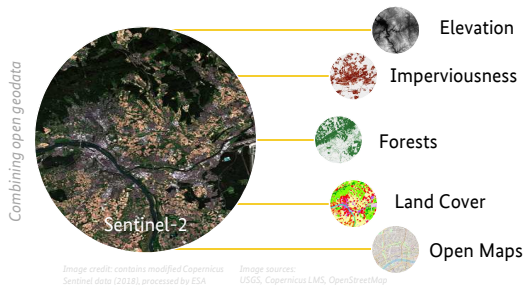 Combining open geodata
Sentinel-2
Elevation
Imperviousness
Forests
Land Cover
Open Maps
Image credit: contains modified Copernicus
Sentinel data [2018], processed by ESA
Image sources:
USGS, Copernicus LMS, OpenStreetMap